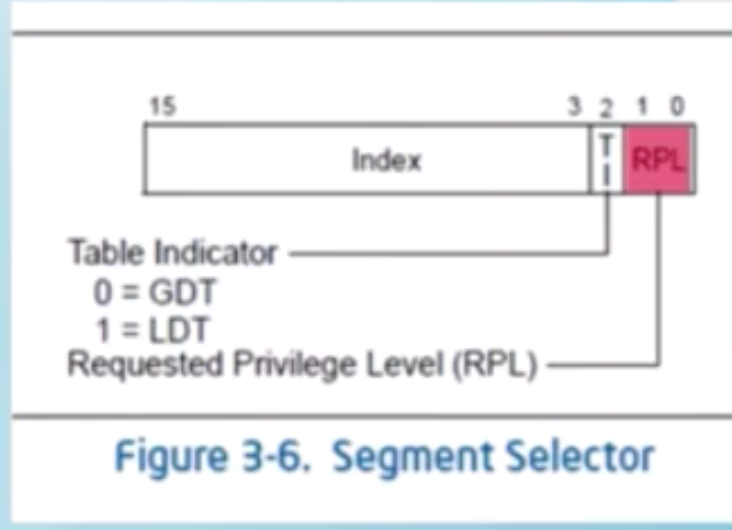 15 3 2 1 0
Index TI RPL
Table Indicator
0 = GDT
1 = LDT
Requested Privilege Level (RPL)
Figure 3-6. Segment Selector